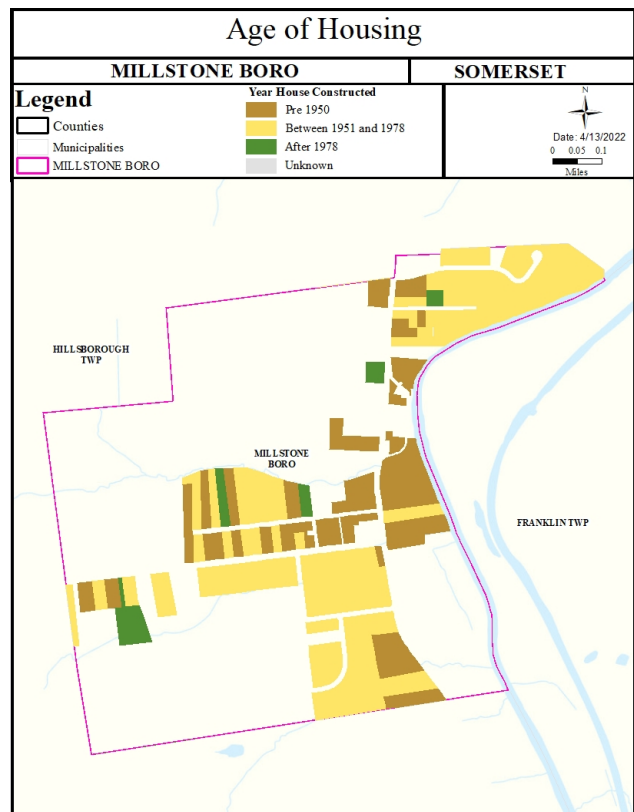 Age of Housing
MILLSTONE BORO
SOMERSET
Legend
Counties
Municipalities
MILLSTONE BORO
Year House Constructed
Pre 1950
Between 1951 and 1978
After 1978
Unknown
N
Date: 4/13/2022
0 0.05 0.1
Miles
HILLSBOROUGH
TWP
MILLSTONE
BORO
FRANKLIN TWP